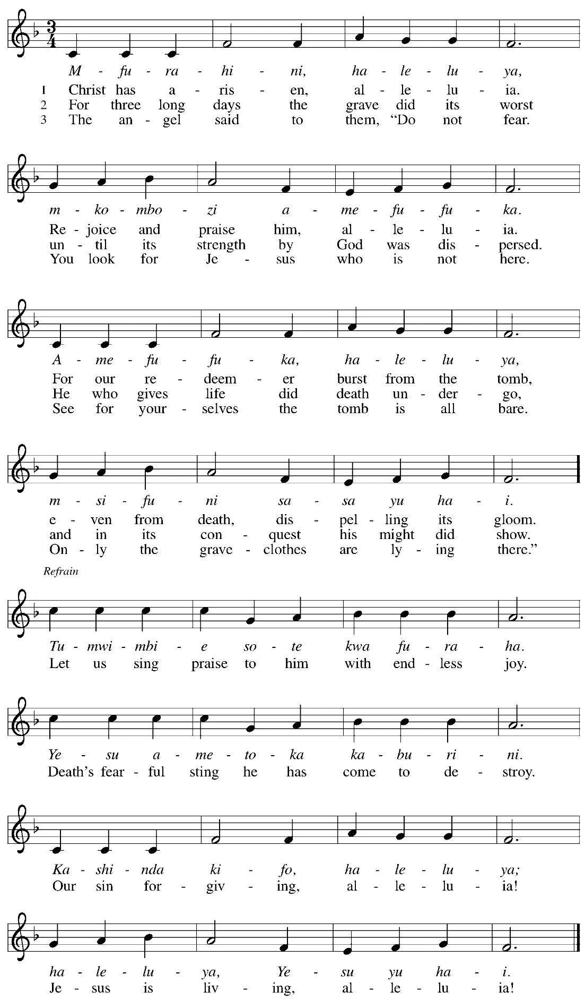 3
4
M - fu - ra - hi - ni, ha - le - lu - ya,
1 Christ has a - ris - en, al - le - lu - ia.
2 For three long days the grave did its worst
3 The an - gel said to them, “Do not fear.
m - ko - mbo - zi a - me - fu - fu - ka.
Re - joice and praise him, al - le - lu - ia.
un - til its strength by God was dis - persed.
You look for Je - sus who is not here.
A - me - fu - fu - ka, ha - le - lu - ya,
For our re - deem - er burst from the tomb,
He who gives life did death un - der - go,
See for your - selves the tomb is all bare.
m - si - fu - ni sa - sa yu ha - i.
e - ven from death, dis - pel - ling its gloom.
and in its con - quest his might did show.
On - ly the grave - clothes are ly - ing there.”
Refrain
Tu - mwi - mbi - e so - te kwa fu - ra - ha.
Let us sing praise to him with end - less joy.
Ye - su a - me - to - ka ka - bu - ri - ni.
Death’s fear - ful sting he has come to de - stroy.
Ka - shi - nda ki - fo, ha - le - lu - ya;
Our sin for - giv - ing, al - le - lu - ia!
ha - le - lu - ya, Ye - su yu ha - i.
Je - sus is liv - ing, al - le - lu - ia!